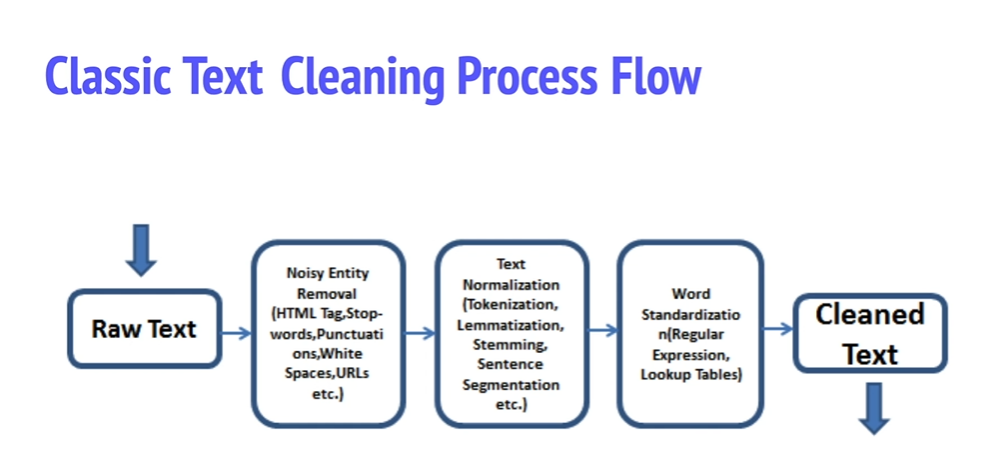 Classic Text Cleaning Process Flow
Raw Text
Noisy Entity
Removal
(HTML Tag,Stop-
words,Punctuati
ons,White
Spaces,URLs
etc.)
Text
Normalization
(Tokenization,
Lemmatization,
Stemming,
Sentence
Segmentation
etc.)
Word
Standardizatio
n(Regular
Expression,
Lookup Tables)
Cleaned
Text